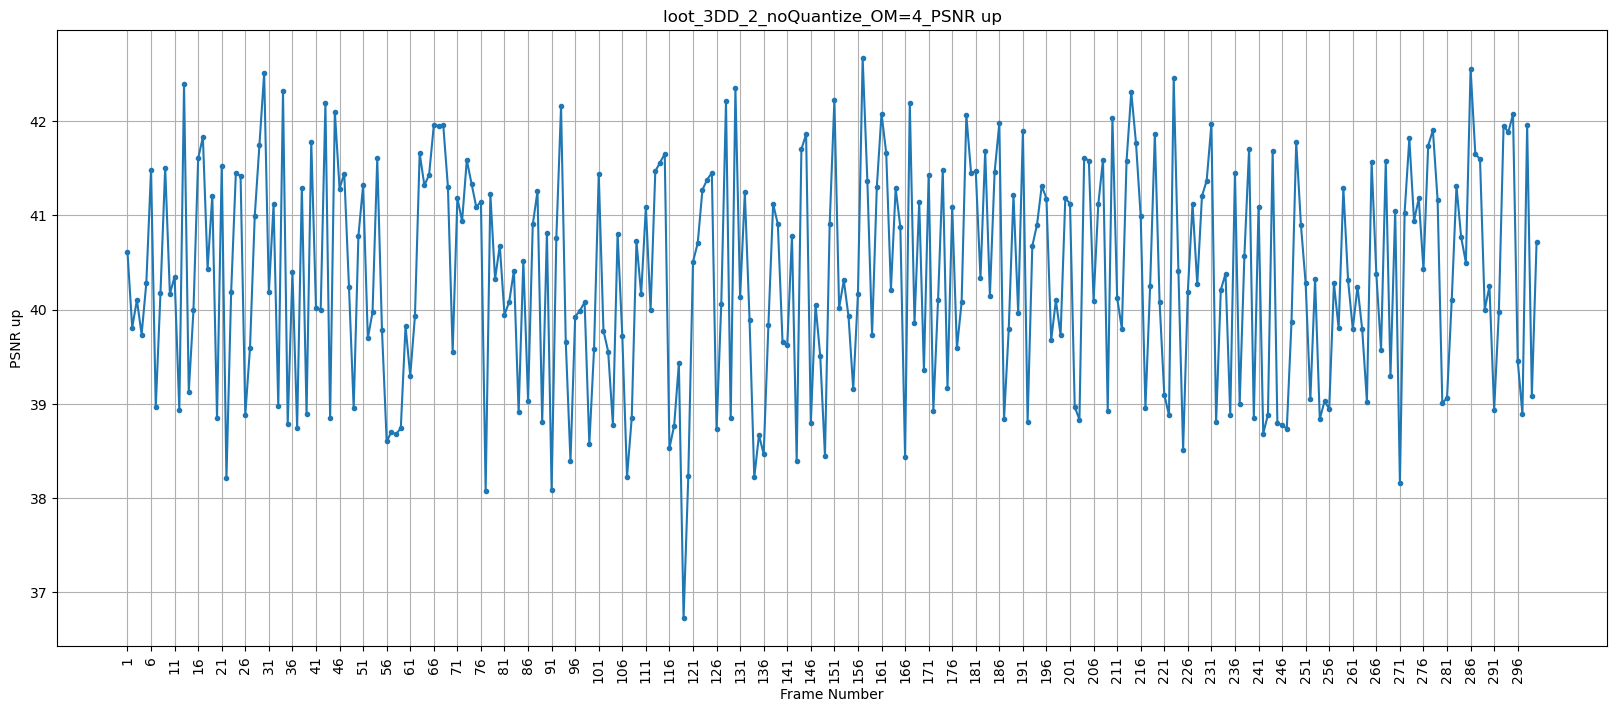 loot_3DD_2_noQuantize_OM=4_PSNR up
PSNR up
42
41
40
39
38
37
1 6 11 16 21 26 31 36 41 46 51 56 61 66 71 76 81 86 91 96 101 106 111 116 121 126 131 136 141 146 151 156 161 166 171 176 181 186 191 196 201 206 211 216 221 226 231 236 241 246 251 256 261 266 271 276 281 286 291 296
Frame Number